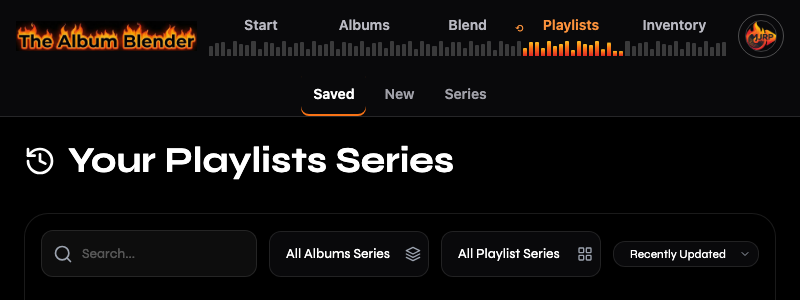 The Album Blender
Start Albums Blend Playlists Inventory
Saved New Series
Your Playlists Series
Search... All Albums Series All Playlist Series Recently Updated